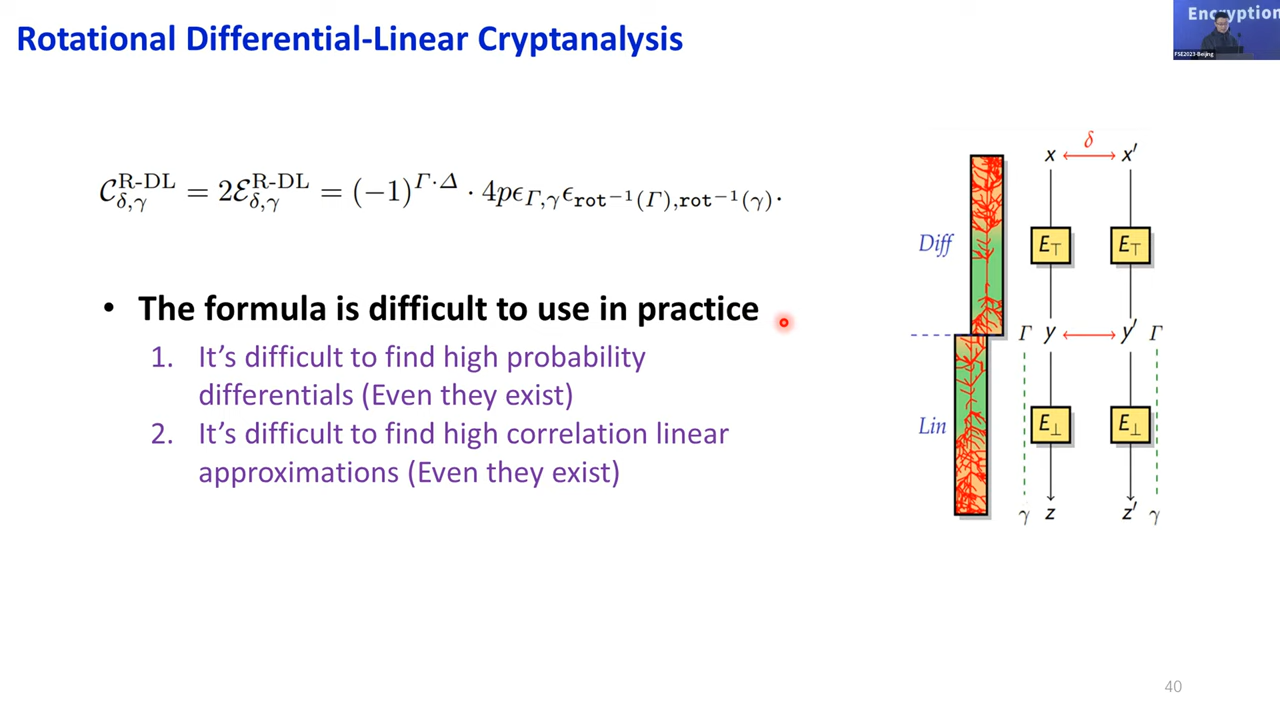 Rotational Differential-Linear Cryptanalysis
Encryption
FSE2023-Beijing
𝒞^{R-DL}_{δ,γ} = 2ℰ^{R-DL}_{δ,γ} = (−1)^{Γ·Δ} · 4pϵ_{Γ,γ}ϵ_{rot^{−1}(Γ),rot^{−1}(γ)}.
• The formula is difficult to use in practice
1. It's difficult to find high probability
differentials (Even they exist)
2. It's difficult to find high correlation linear
approximations (Even they exist)
δ
x x′
Diff E⊤ E⊤
Γ y y′ Γ
Lin E⊥ E⊥
γ z z′ γ
40